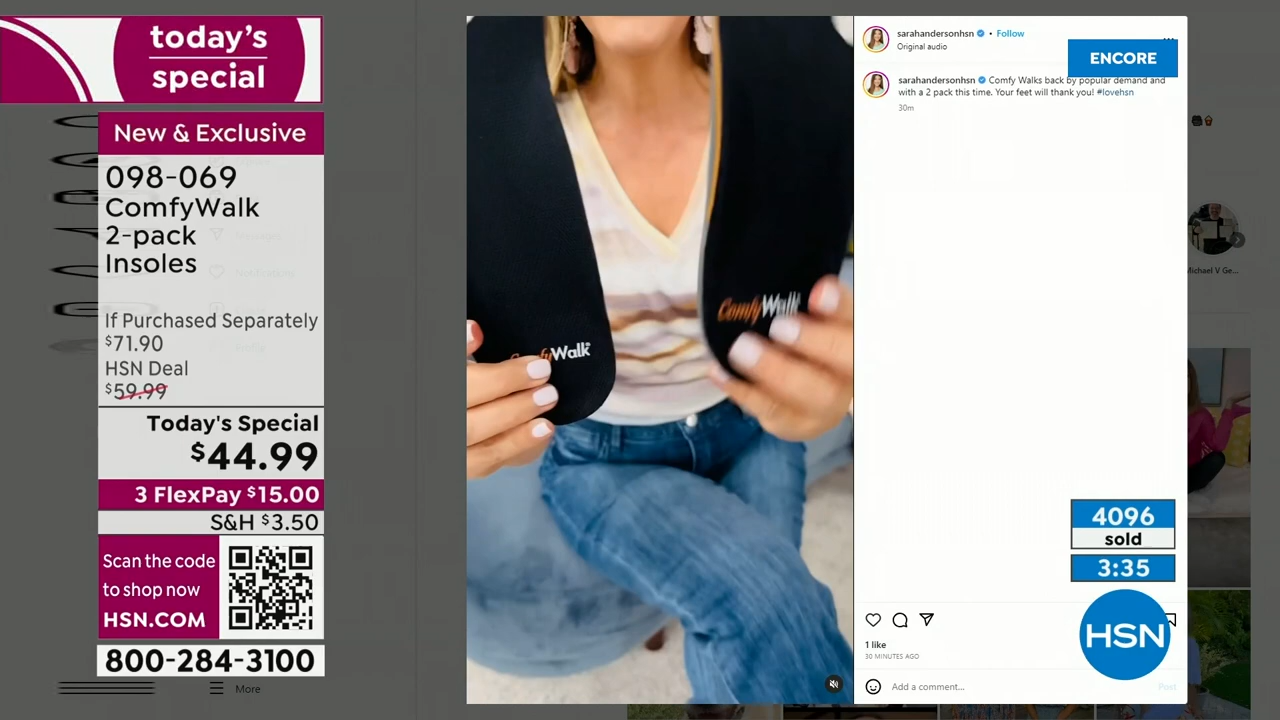 today's
special
New & Exclusive
098-069
ComfyWalk
2-pack
Insoles
If Purchased Separately
$71.90
HSN Deal
$59.99
Today's Special
$44.99
3 FlexPay $15.00
S&H $3.50
Scan the code
to shop now
HSN.COM
800-284-3100
More
ComfyWalk
Walk
sarahandersonhsn • Follow
Original audio
ENCORE
sarahandersonhsn Comfy Walks back by popular demand and
with a 2 pack this time. Your feet will thank you! #lovehsn
30m
Michael V Ge...
4096
sold
3:35
HSN
1 like
30 MINUTES AGO
Add a comment...
Post